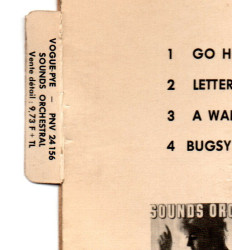 VOGUE-PYE - PNV 24156
SOUNDS ORCHESTRAL
Vente détail : 9,73 F + TL
1 GO H
2 LETTER
3 A WAL
4 BUGSY
SOUNDS ORC